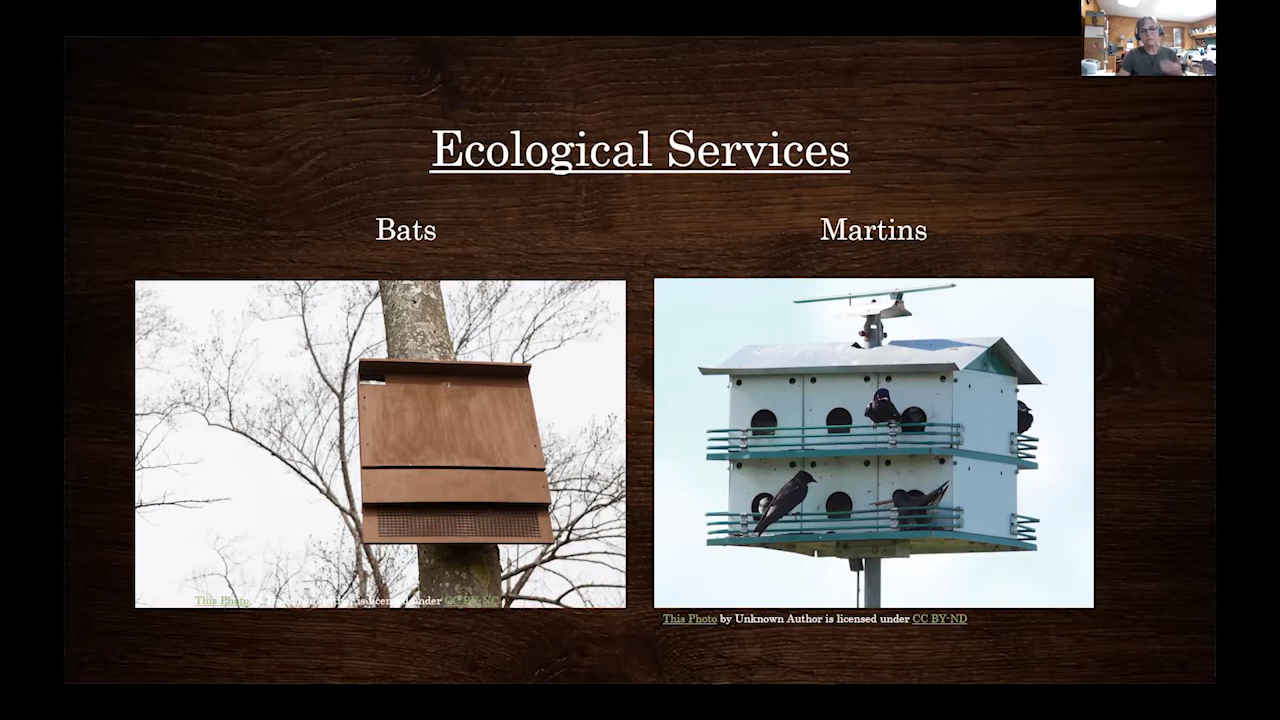 Ecological Services
Bats
Martins
This Photo is licensed under CC BY-NC
This Photo by Unknown Author is licensed under CC BY-ND